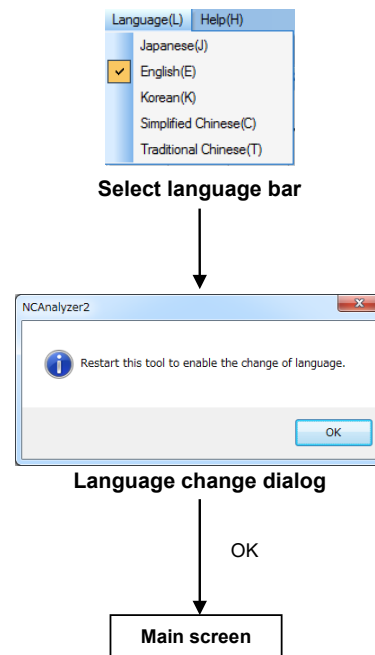 Language(L) Help(H)
Japanese(J)
English(E)
Korean(K)
Simplified Chinese(C)
Traditional Chinese(T)
Select language bar
NCAnalyzer2
Restart this tool to enable the change of language.
OK
Language change dialog
OK
Main screen